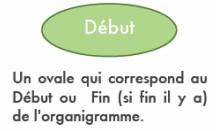 Début
Un ovale qui correspond au
Début ou Fin (si fin il y a)
de l'organigramme.